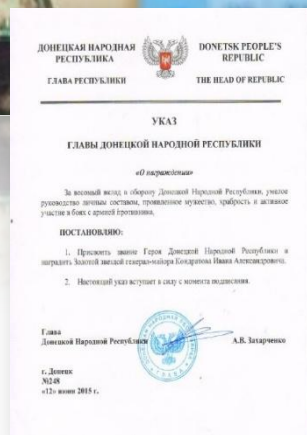 ДОНЕЦКАЯ НАРОДНАЯ
РЕСПУБЛИКА
ГЛАВА РЕСПУБЛИКИ
DONETSK PEOPLE'S
REPUBLIC
THE HEAD OF REPUBLIC
УКАЗ
ГЛАВЫ ДОНЕЦКОЙ НАРОДНОЙ РЕСПУБЛИКИ
«О награждении»
За весомый вклад в оборону Донецкой Народной Республики, умелое
руководство личным составом, проявленное мужество, храбрость и активное
участие в боях с армией противника,
ПОСТАНОВЛЯЮ:
1. Присвоить звание Героя Донецкой Народной Республики и
наградить Золотой звездой генерал-майора Кондратова Ивана Александровича.
2. Настоящий указ вступает в силу с момента подписания.
Глава
Донецкой Народной Республики
А.В. Захарченко
г. Донецк
№248
«12» июня 2015 г.